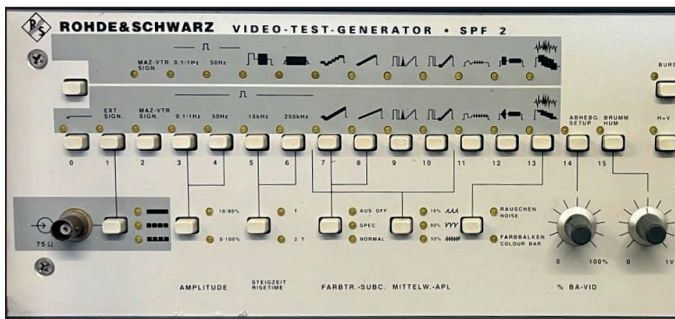 R S ROHDE&SCHWARZ VIDEO-TEST-GENERATOR • SPF 2
MAZ-VTR
SIGN. 0.1/1Hz 50Hz
BURS
EXT
SIGN. MAZ-VTR
SIGN. 0.1/1Hz 50Hz 15kHz 250kHz ABHEBG.
SETUP BRUMM
HUM H+V
0 1 2 3 4 5 6 7 8 9 10 11 12 13 14 15
75 Ω
10/90% T AUS OFF 10% RAUSCHEN
NOISE
SPEC. 90%
0/100% 2 T NORMAL 50% FARBBALKEN
COLOUR BAR
0 100% 0 1V
AMPLITUDE STEIGZEIT
RISETIME FARBTR.-SUBC. MITTELW.-APL % BA-VID